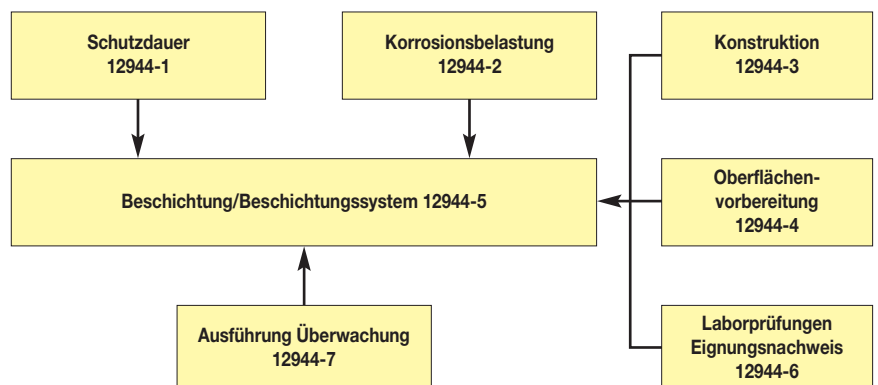 Schutzdauer
12944-1
Korrosionsbelastung
12944-2
Konstruktion
12944-3
Beschichtung/Beschichtungssystem 12944-5
Oberflächen-
vorbereitung
12944-4
Ausführung Überwachung
12944-7
Laborprüfungen
Eignungsnachweis
12944-6